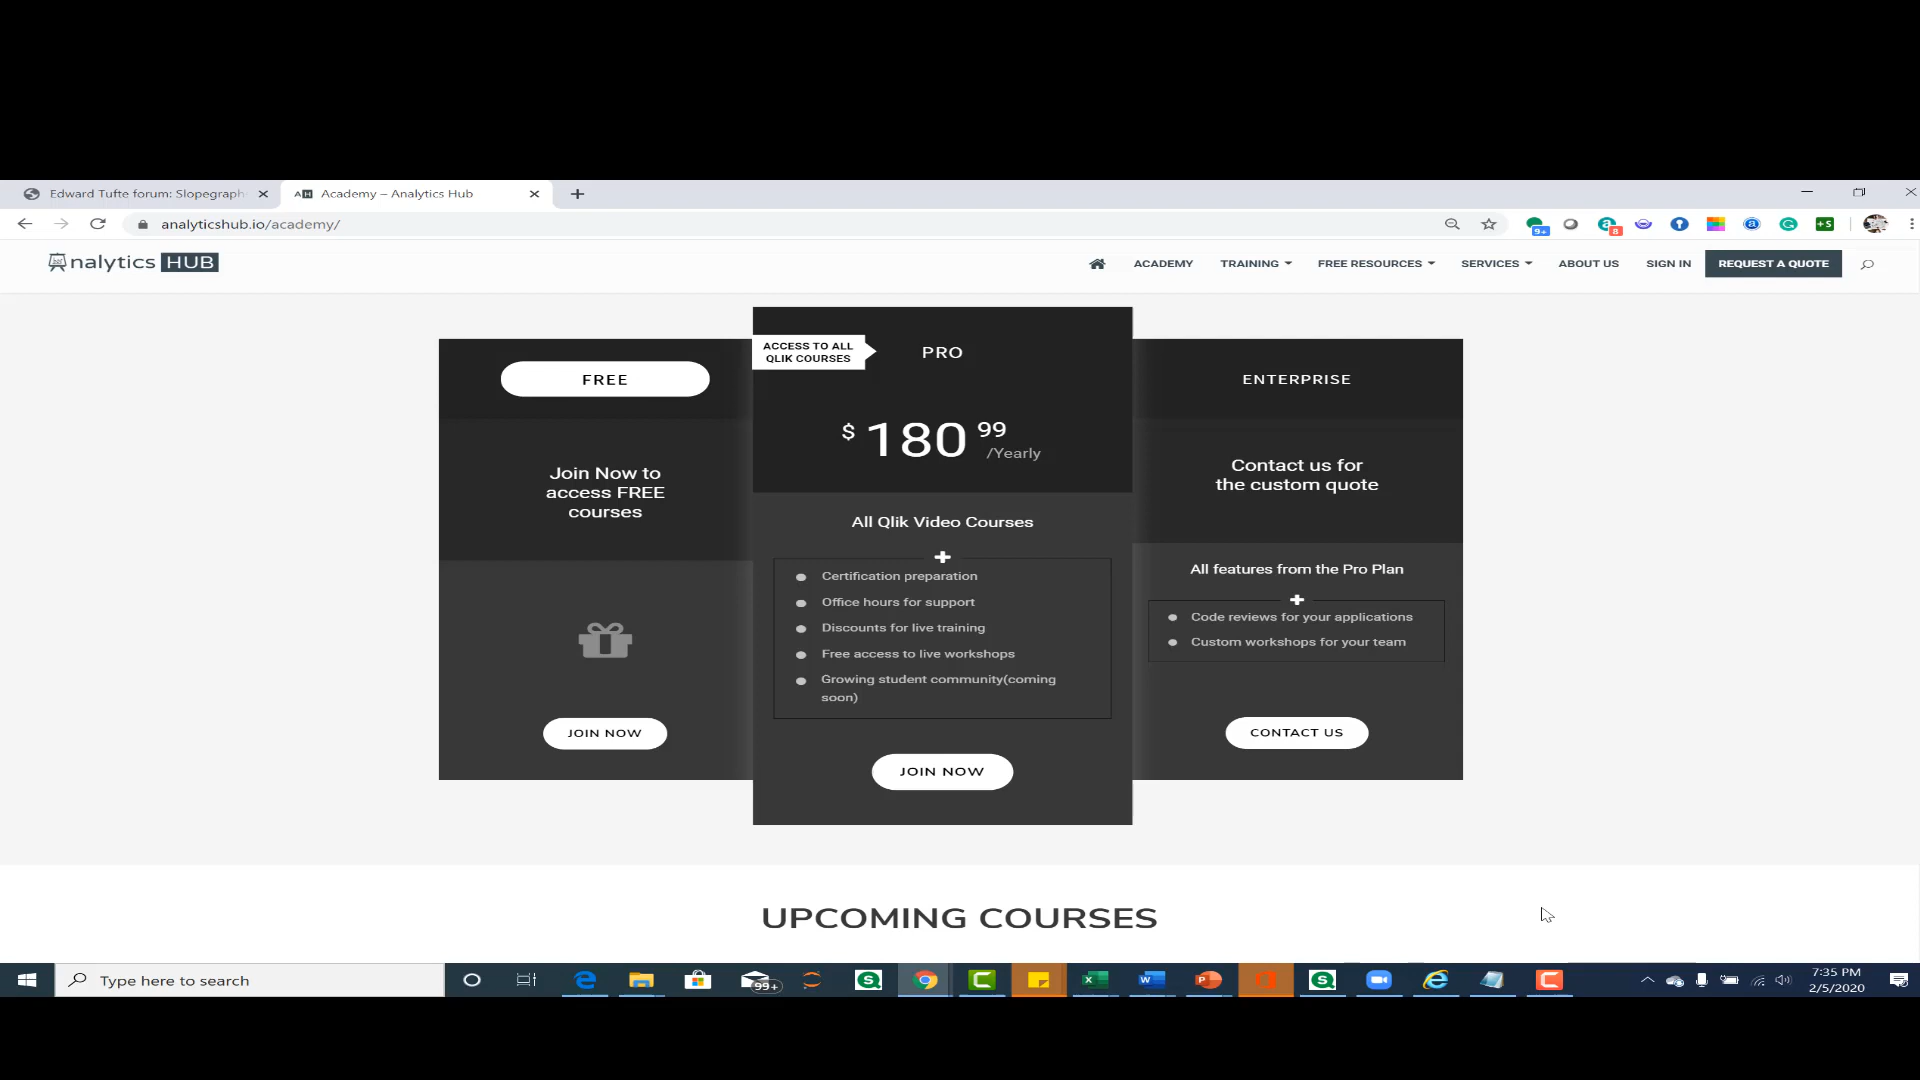 Edward Tufte forum: Slopegraph
AH Academy – Analytics Hub
analyticshub.io/academy/
9+
8
a
G
+S
nalytics HUB
ACADEMY
TRAINING
FREE RESOURCES
SERVICES
ABOUT US
SIGN IN
REQUEST A QUOTE
FREE
Join Now to
access FREE
courses
JOIN NOW
ACCESS TO ALL
QLIK COURSES
PRO
$ 180 99
/Yearly
All Qlik Video Courses
Certification preparation
Office hours for support
Discounts for live training
Free access to live workshops
Growing student community(coming
soon)
JOIN NOW
ENTERPRISE
Contact us for
the custom quote
All features from the Pro Plan
Code reviews for your applications
Custom workshops for your team
CONTACT US
UPCOMING COURSES
Type here to search
99+
7:35 PM
2/5/2020